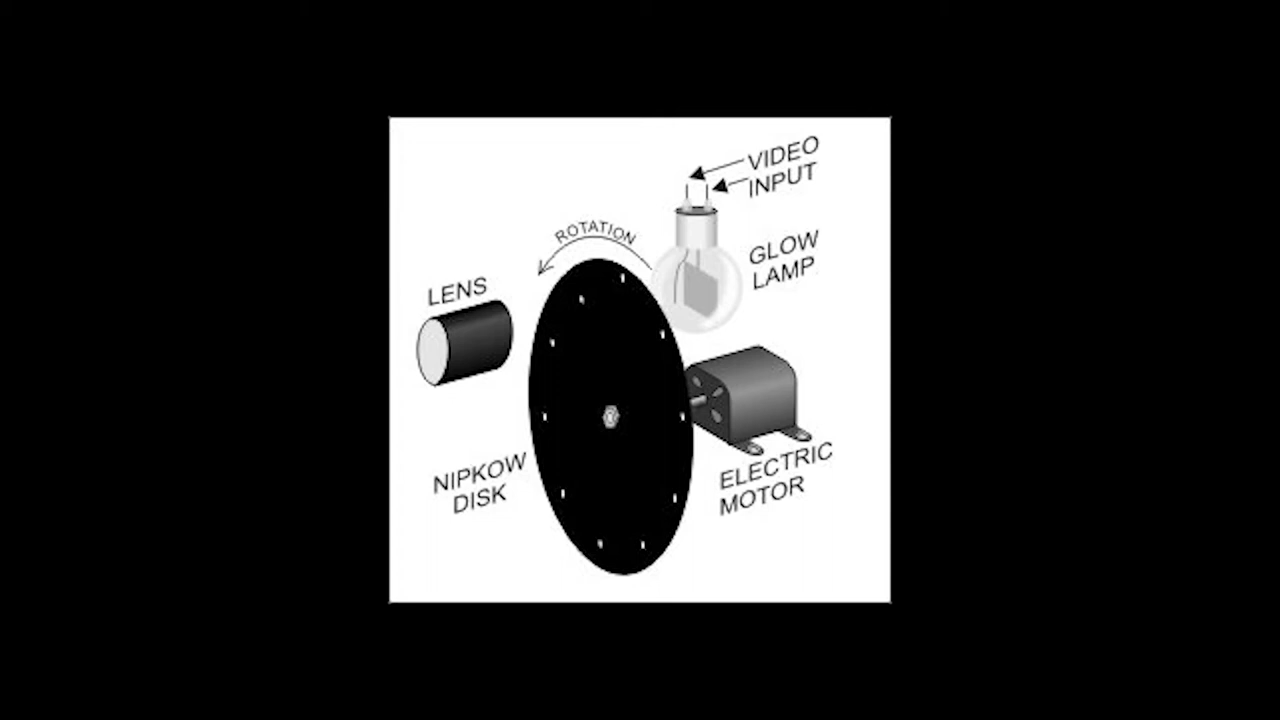 VIDEO
INPUT
ROTATION
GLOW
LAMP
LENS
NIPKOW
DISK
ELECTRIC
MOTOR